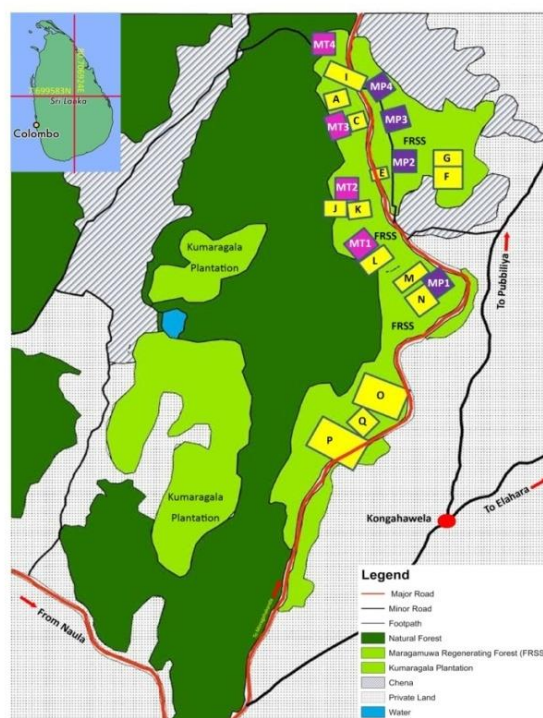 Sri Lanka
Colombo
MT4
I
A
MP4
MT3
C
MP3
FRSS
MP2
G
E
F
MT2
J
K
FRSS
MT1
L
Kumaragala
Plantation
M
MP1
N
FRSS
To Pubbiliya
O
Q
P
Kumaragala
Plantation
Kongahawela
To Elahara
From Naula
Legend
Major Road
Minor Road
Footpath
Natural Forest
Maragamuwa Regenerating Forest (FRSS)
Kumaragala Plantation
Chena
Private Land
Water